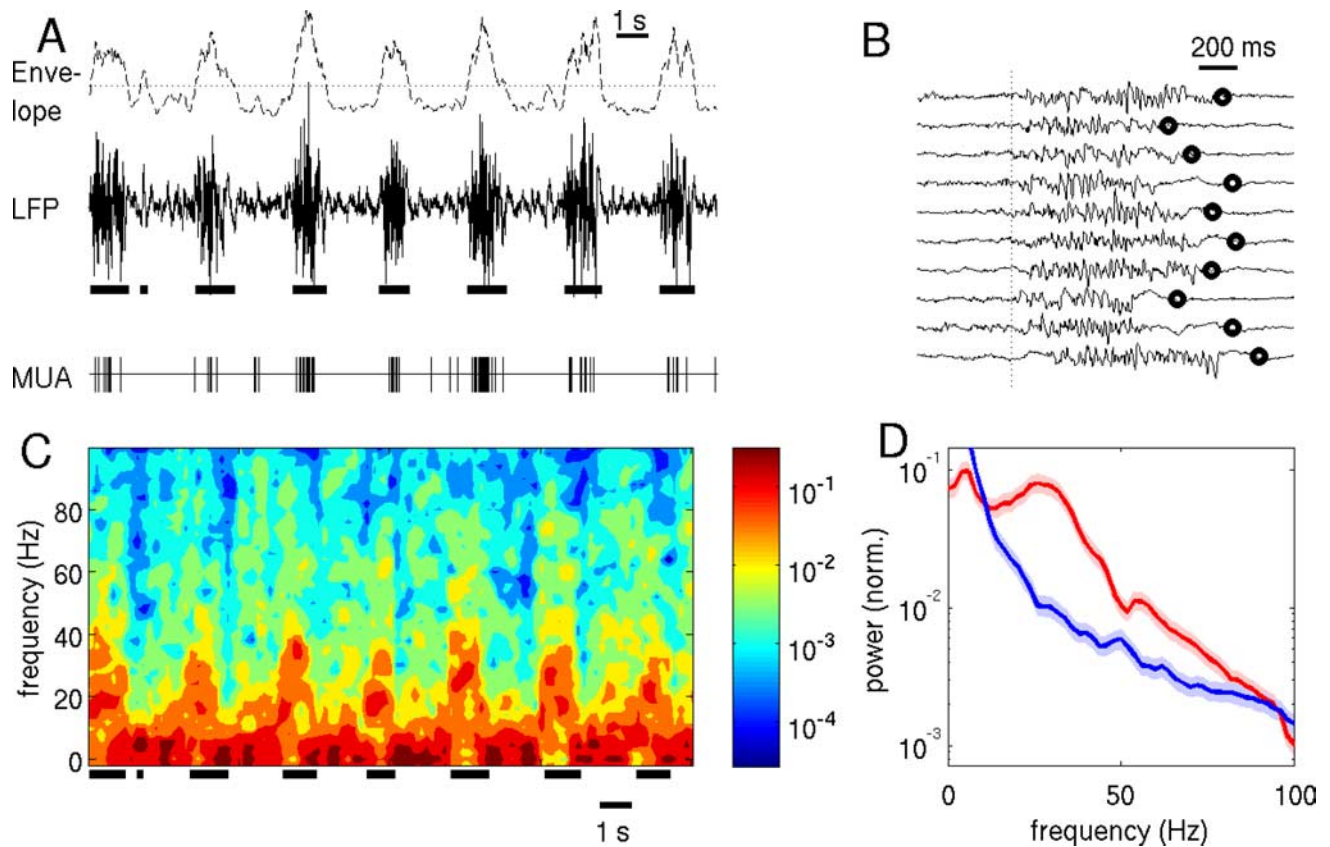 A
1 s
Enve-
lope
LFP
MUA
B
200 ms
C
frequency (Hz)
80
60
40
20
0
10^-1
10^-2
10^-3
10^-4
1 s
D
power (norm.)
10^-1
10^-2
10^-3
0
50
100
frequency (Hz)